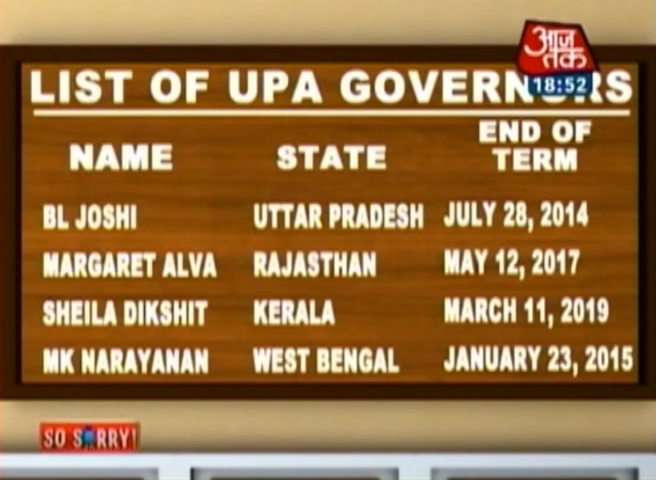 आज
तक
18:52
LIST OF UPA GOVERNORS
NAME STATE END OF TERM
BL JOSHI UTTAR PRADESH JULY 28, 2014
MARGARET ALVA RAJASTHAN MAY 12, 2017
SHEILA DIKSHIT KERALA MARCH 11, 2019
MK NARAYANAN WEST BENGAL JANUARY 23, 2015
SO SORRY!